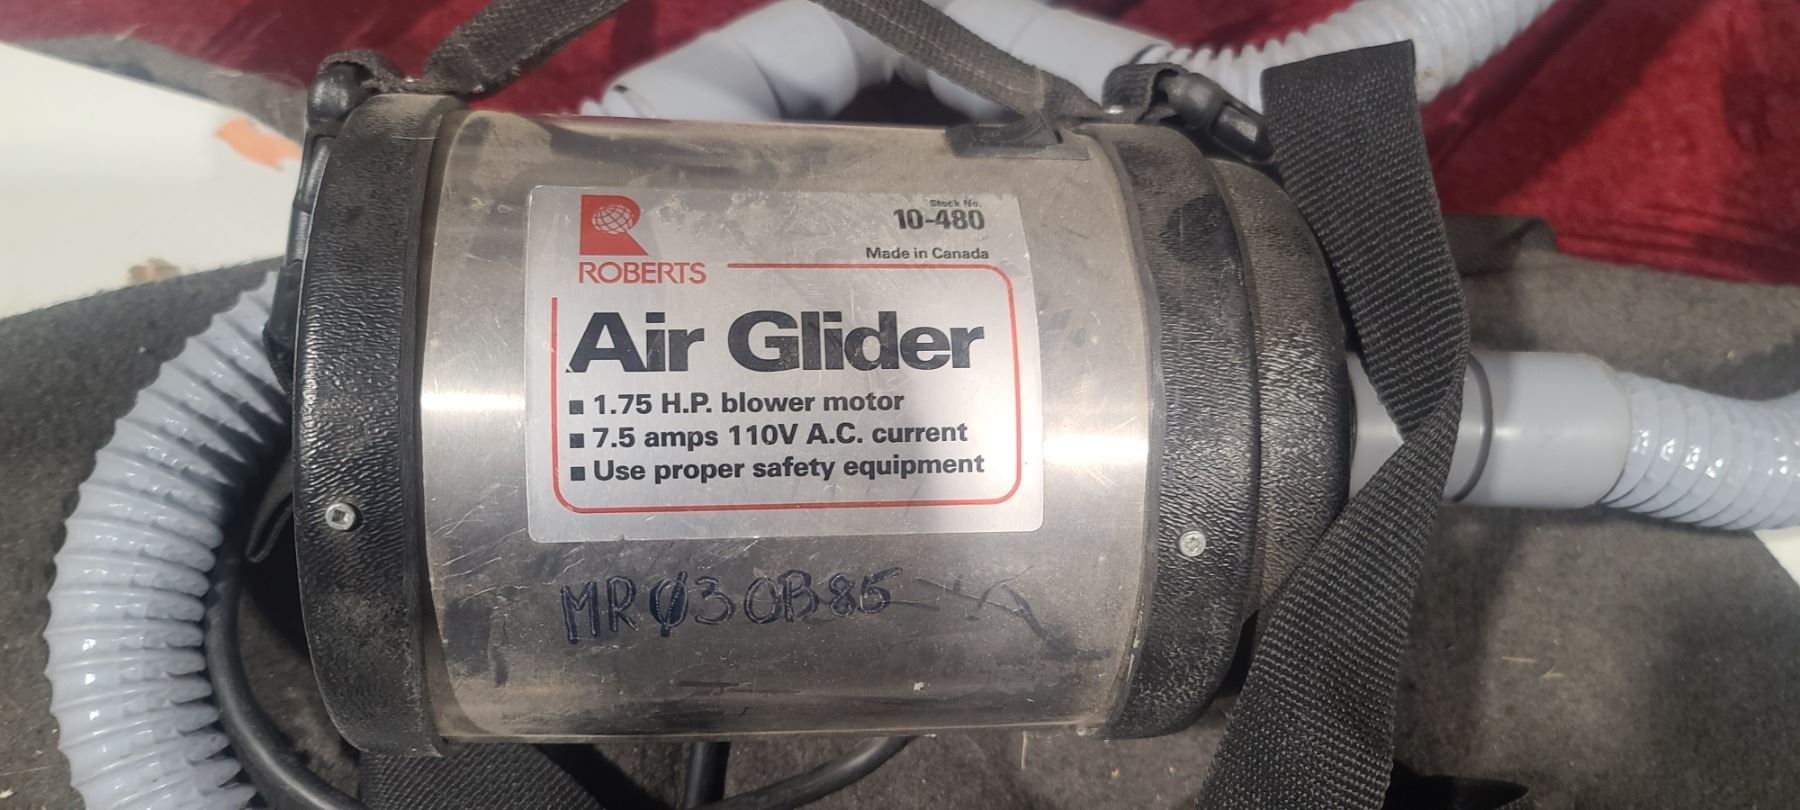 Stock No.
10-480
Made in Canada
ROBERTS
Air Glider
■ 1.75 H.P. blower motor
■ 7.5 amps 110V A.C. current
■ Use proper safety equipment
MRØ30B85